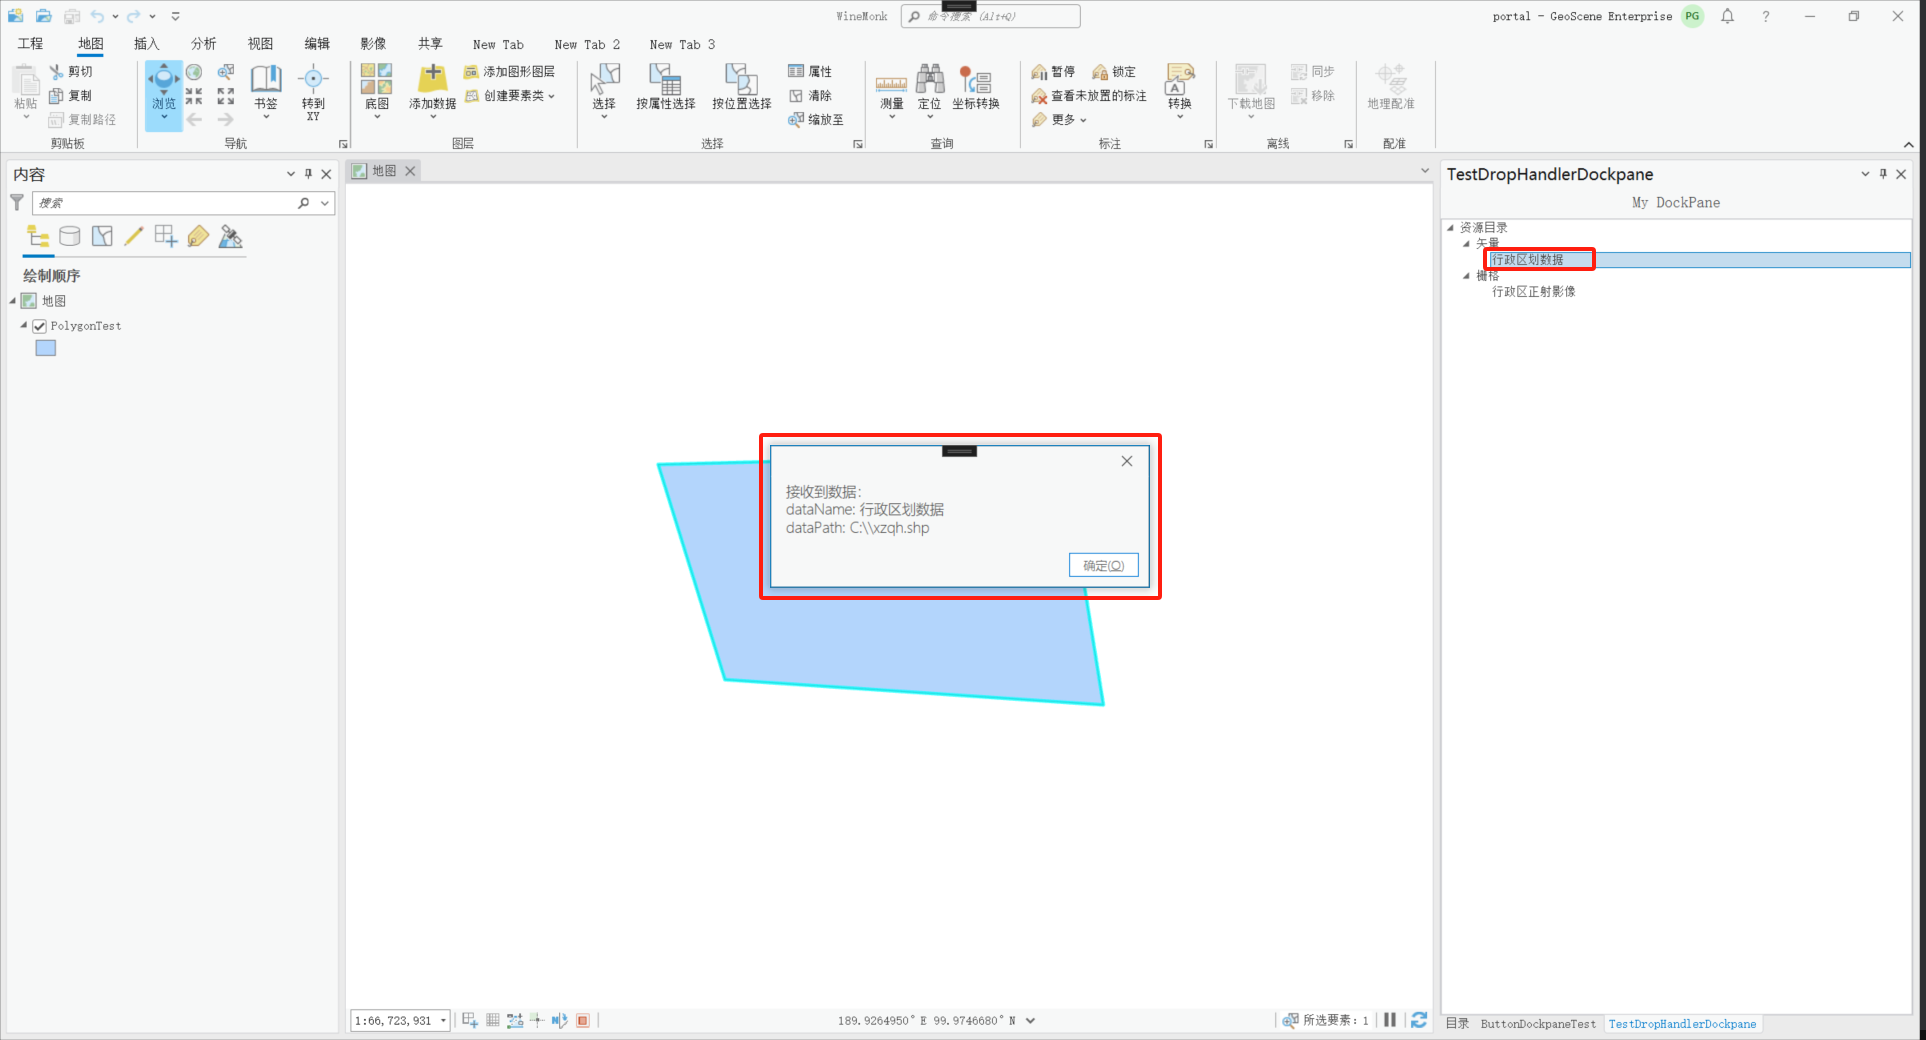 WineMonk
命令搜索 (Alt+Q)
portal - GeoScene Enterprise
PG
工程
地图
插入
分析
视图
编辑
影像
共享
New Tab
New Tab 2
New Tab 3
粘贴
剪切
复制
复制路径
剪贴板
浏览
书签
转到
XY
导航
底图
添加数据
添加图形图层
创建要素类
图层
选择
按属性选择
按位置选择
属性
清除
缩放至
选择
测量
定位
坐标转换
查询
暂停
锁定
查看未放置的标注
更多
转换
标注
下载地图
同步
移除
离线
地理配准
配准
内容
搜索
绘制顺序
地图
PolygonTest
地图
接收到数据:
dataName: 行政区划数据
dataPath: C:\\xzqh.shp
确定(O)
1:66,723,931
189.9264950°E 99.9746680°N
所选要素: 1
TestDropHandlerDockpane
My DockPane
资源目录
矢量
行政区划数据
栅格
行政区正射影像
目录
ButtonDockpaneTest
TestDropHandlerDockpane